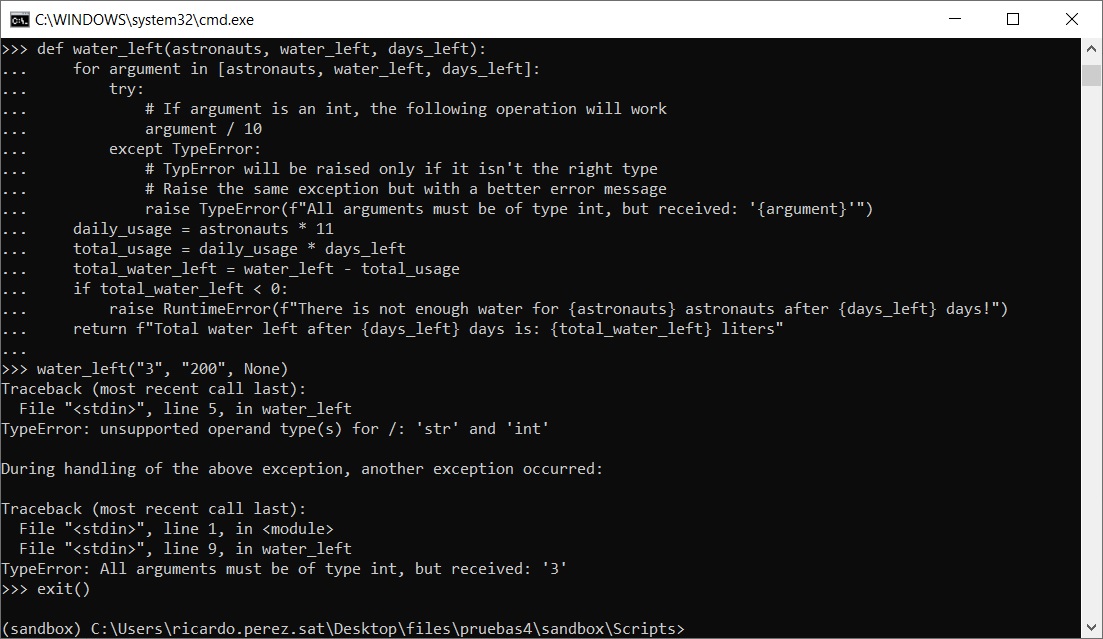 C:\WINDOWS\system32\cmd.exe
>>> def water_left(astronauts, water_left, days_left):
...     for argument in [astronauts, water_left, days_left]:
...         try:
...             # If argument is an int, the following operation will work
...             argument / 10
...         except TypeError:
...             # TypError will be raised only if it isn't the right type
...             # Raise the same exception but with a better error message
...             raise TypeError(f"All arguments must be of type int, but received: '{argument}'")
...     daily_usage = astronauts * 11
...     total_usage = daily_usage * days_left
...     total_water_left = water_left - total_usage
...     if total_water_left < 0:
...         raise RuntimeError(f"There is not enough water for {astronauts} astronauts after {days_left} days!")
...     return f"Total water left after {days_left} days is: {total_water_left} liters"
...
>>> water_left("3", "200", None)
Traceback (most recent call last):
  File "<stdin>", line 5, in water_left
TypeError: unsupported operand type(s) for /: 'str' and 'int'

During handling of the above exception, another exception occurred:

Traceback (most recent call last):
  File "<stdin>", line 1, in <module>
  File "<stdin>", line 9, in water_left
TypeError: All arguments must be of type int, but received: '3'
>>> exit()

(sandbox) C:\Users\ricardo.perez.sat\Desktop\files\pruebas4\sandbox\Scripts>